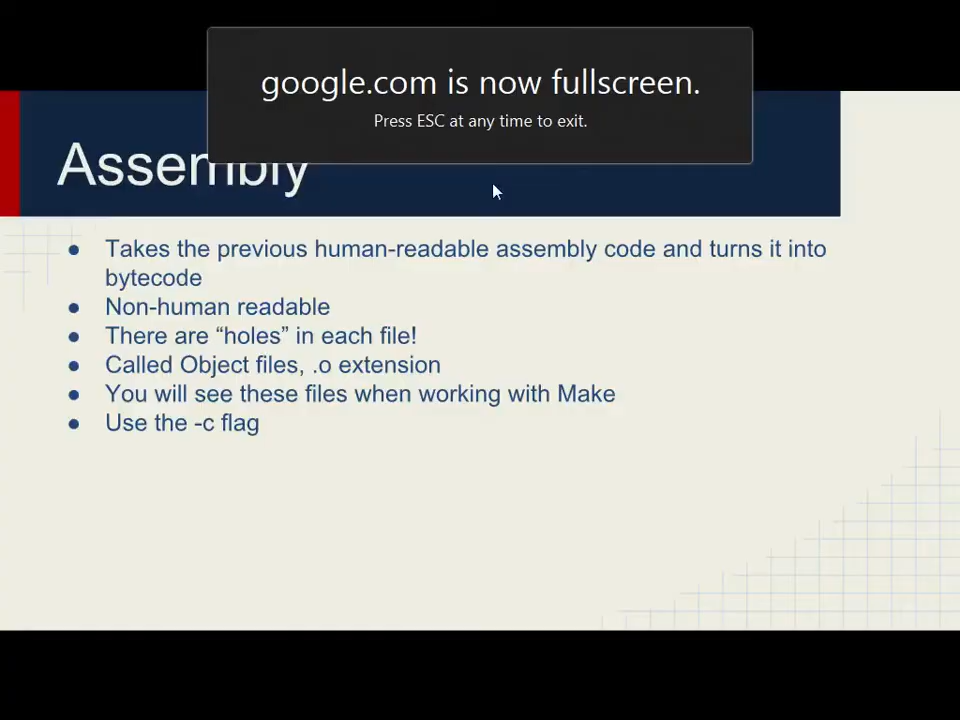 google.com is now fullscreen.
Press ESC at any time to exit.
Assembly
● Takes the previous human-readable assembly code and turns it into
bytecode
● Non-human readable
● There are “holes” in each file!
● Called Object files, .o extension
● You will see these files when working with Make
● Use the -c flag